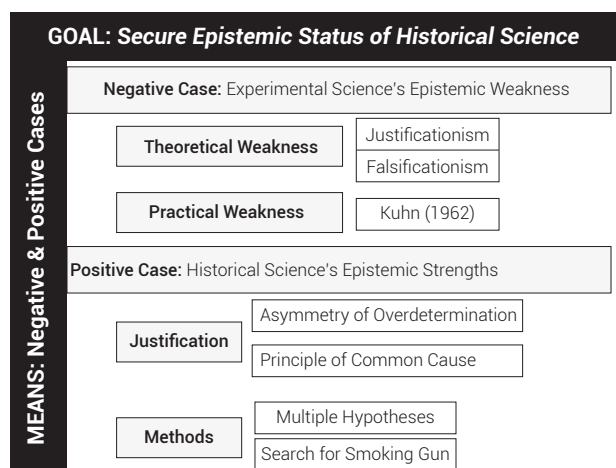 GOAL: Secure Epistemic Status of Historical Science
MEANS: Negative & Positive Cases
Negative Case: Experimental Science's Epistemic Weakness
Theoretical Weakness
Justificationism
Falsificationism
Practical Weakness
Kuhn (1962)
Positive Case: Historical Science's Epistemic Strengths
Justification
Asymmetry of Overdetermination
Principle of Common Cause
Methods
Multiple Hypotheses
Search for Smoking Gun